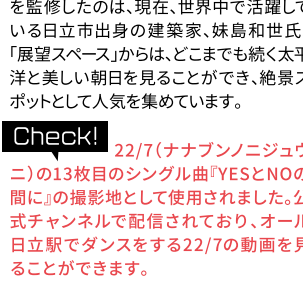 を監修したのは、現在、世界中で活躍して
いる日立市出身の建築家、妹島和世氏
「展望スペース」からは、どこまでも続く太平
洋と美しい朝日を見ることができ、絶景ス
ポットとして人気を集めています。
Check!
22/7(ナナブンノニジュウ
ニ)の13枚目のシングル曲『YESとNOの
間に』の撮影地として使用されました。公
式チャンネルで配信されており、オール
日立駅でダンスをする22/7の動画を見
ることができます。